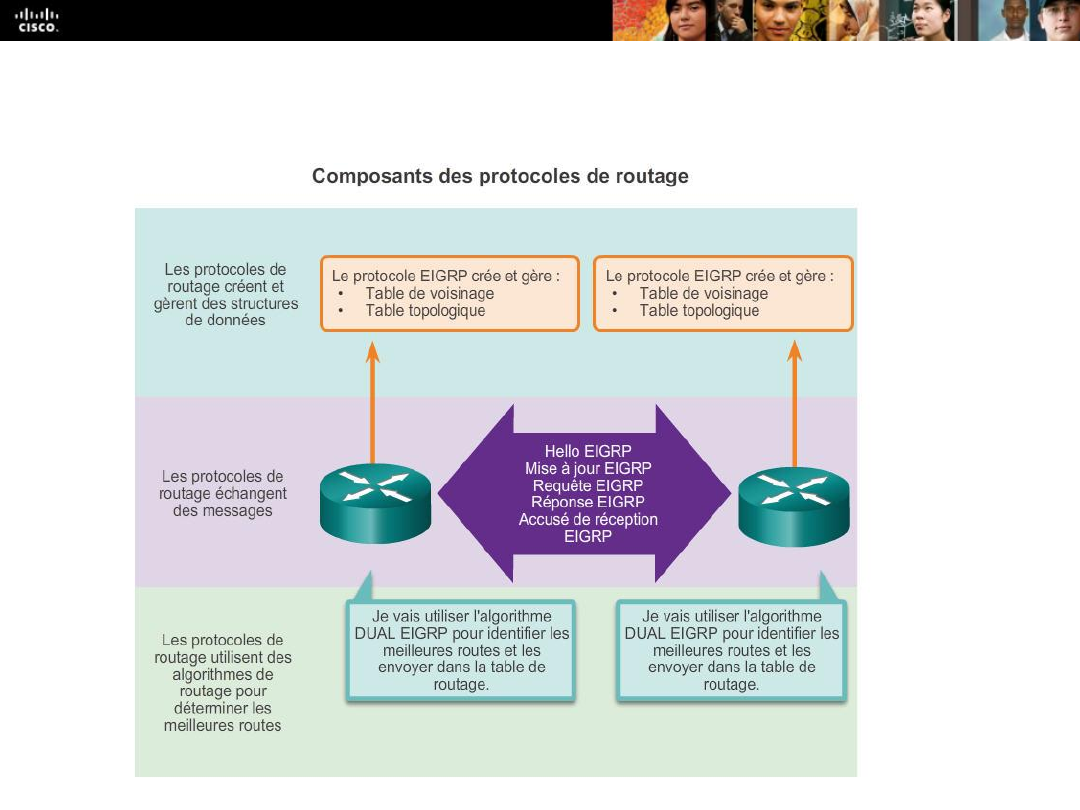 CISCO.
Composants des protocoles de routage
Les protocoles de
routage créent et
gèrent des structures
de données
Le protocole EIGRP crée et gère :
• Table de voisinage
• Table topologique
Le protocole EIGRP crée et gère :
• Table de voisinage
• Table topologique
Les protocoles de
routage échangent
des messages
Hello EIGRP
Mise à jour EIGRP
Requête EIGRP
Réponse EIGRP
Accusé de réception
EIGRP
Les protocoles de
routage utilisent des
algorithmes de
routage pour
déterminer les
meilleures routes
Je vais utiliser l'algorithme
DUAL EIGRP pour identifier les
meilleures routes et les
envoyer dans la table de
routage.
Je vais utiliser l'algorithme
DUAL EIGRP pour identifier les
meilleures routes et les
envoyer dans la table de
routage.